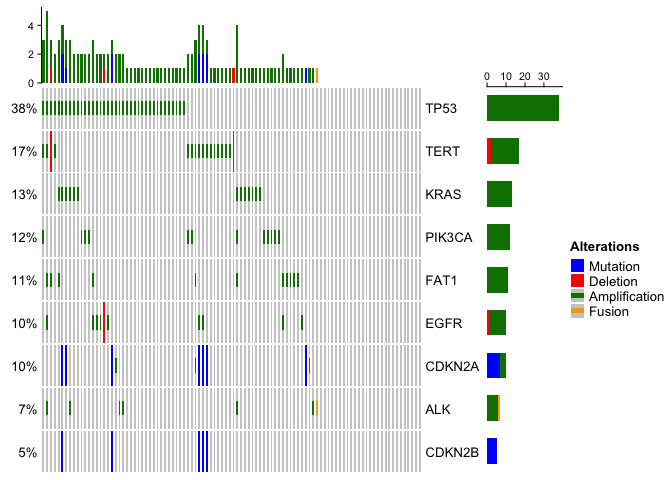 4
2
0
0 10 20 30
38% TP53
17% TERT
13% KRAS
12% PIK3CA
11% FAT1
10% EGFR
10% CDKN2A
7% ALK
5% CDKN2B
Alterations
Mutation
Deletion
Amplification
Fusion